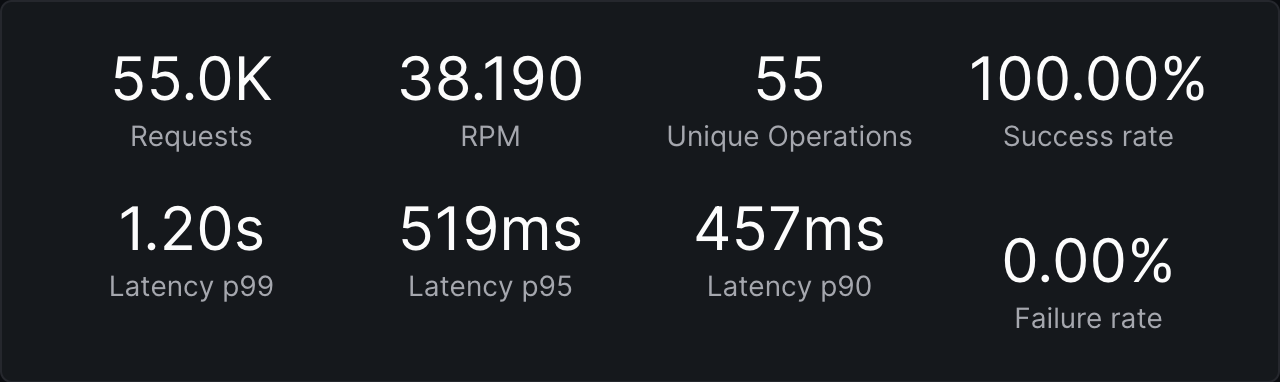 55.0K
Requests
38.190
RPM
55
Unique Operations
100.00%
Success rate
1.20s
Latency p99
519ms
Latency p95
457ms
Latency p90
0.00%
Failure rate